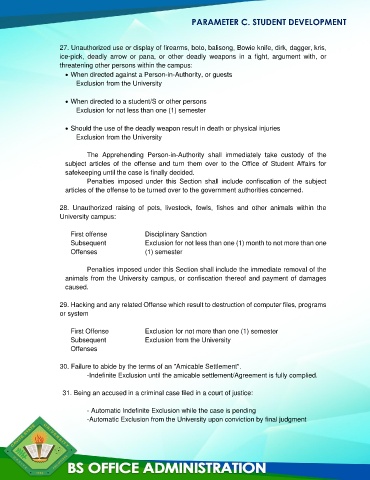 PARAMETER C. STUDENT DEVELOPMENT
27. Unauthorized use or display of firearms, bolo, balisong, Bowie knife, dirk, dagger, kris,
ice-pick, deadly arrow or pana, or other deadly weapons in a fight, argument with, or
threatening other persons within the campus:
• When directed against a Person-in-Authority, or guests
Exclusion from the University
• When directed to a student/S or other persons
Exclusion for not less than one (1) semester
• Should the use of the deadly weapon result in death or physical injuries
Exclusion from the University
The Apprehending Person-in-Authority shall immediately take custody of the
subject articles of the offense and turn them over to the Office of Student Affairs for
safekeeping until the case is finally decided.
Penalties imposed under this Section shall include confiscation of the subject
articles of the offense to be turned over to the government authorities concerned.
28. Unauthorized raising of pets, livestock, fowls, fishes and other animals within the
University campus:
First offense Disciplinary Sanction
Subsequent Exclusion for not less than one (1) month to not more than one
Offenses (1) semester
Penalties imposed under this Section shall include the immediate removal of the
animals from the University campus, or confiscation thereof and payment of damages
caused.
29. Hacking and any related Offense which result to destruction of computer files, programs
or system
First Offense Exclusion for not more than one (1) semester
Subsequent Exclusion from the University
Offenses
30. Failure to abide by the terms of an "Amicable Settlement".
-Indefinite Exclusion until the amicable settlement/Agreement is fully complied.
31. Being an accused in a criminal case filed in a court of justice:
- Automatic Indefinite Exclusion while the case is pending
-Automatic Exclusion from the University upon conviction by final judgment
BS OFFICE ADMINISTRATION